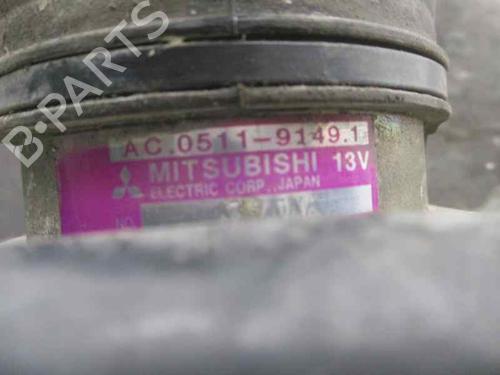 B-PARTS
AC.0511-9149.1
MITSUBISHI 13V
ELECTRIC CORP., JAPAN
NO